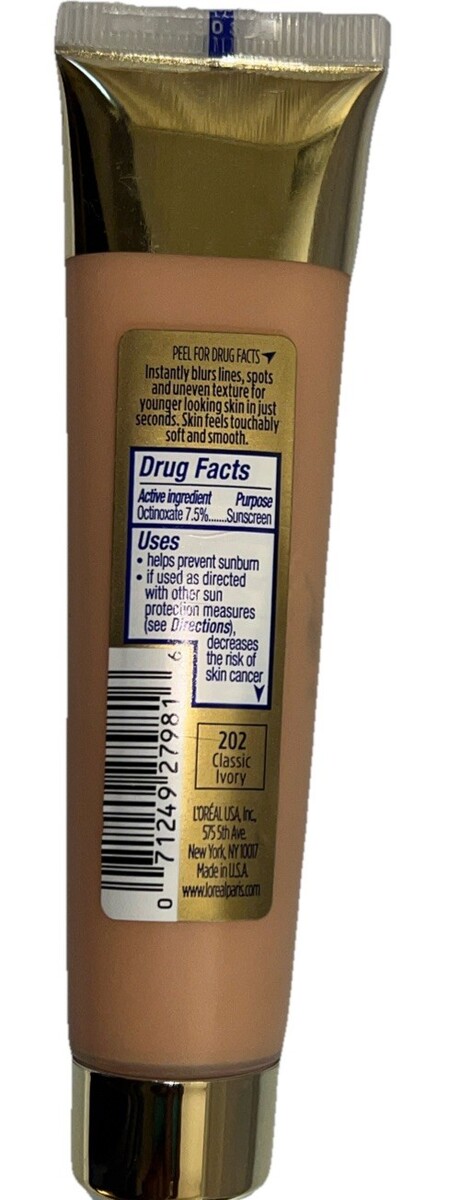 PEEL FOR DRUG FACTS
Instantly blurs lines, spots
and uneven texture for
younger looking skin in just
seconds. Skin feels touchably
soft and smooth.
Drug Facts
Active ingredient Purpose
Octinoxate 7.5%.......Sunscreen
Uses
• helps prevent sunburn
• if used as directed
with other sun
protection measures
(see Directions),
decreases
the risk of
skin cancer
202
Classic
Ivory
L'ORÉAL USA, Inc.,
575 5th Ave.
New York, NY 10017
Made in U.S.A.
www.lorealparis.com
0 71249 27981 6